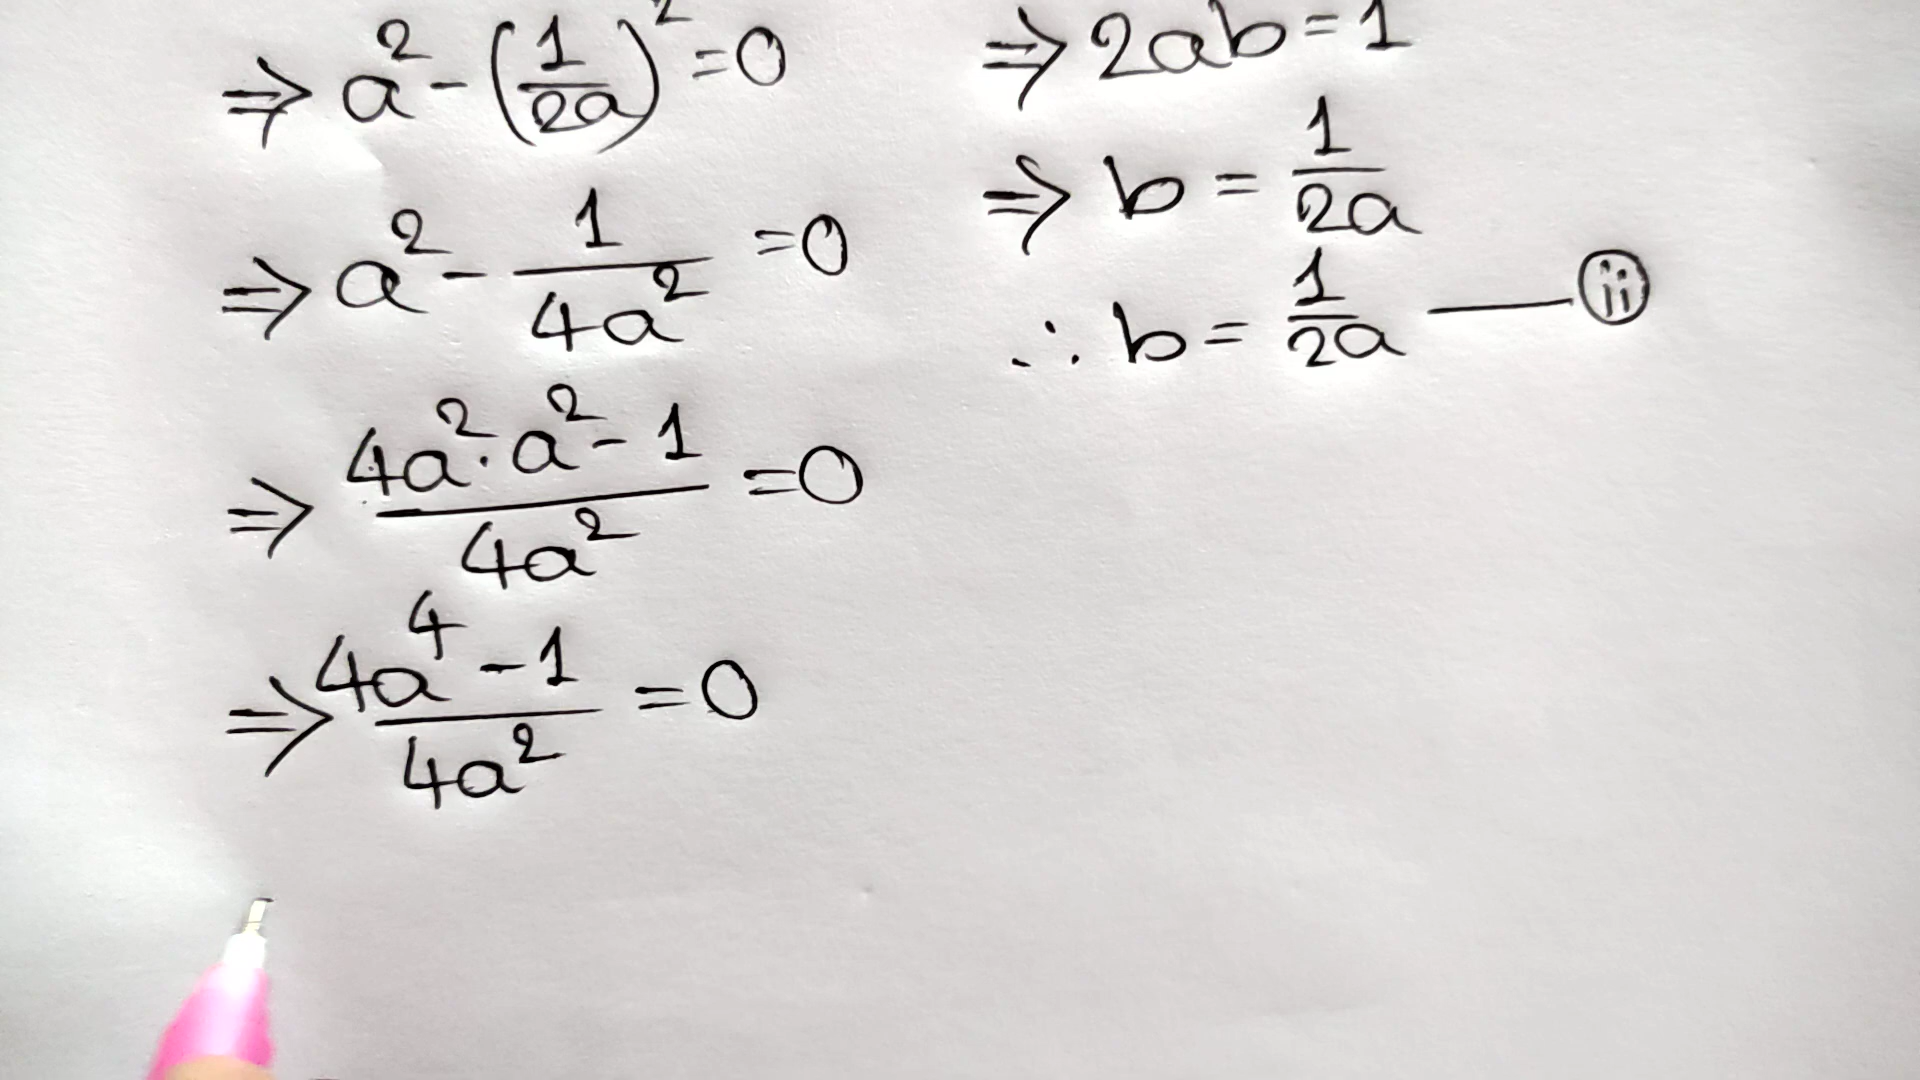 ⇒ a² - (1/2a)² = 0
⇒ a² - 1/4a² = 0
⇒ 4a²·a² - 1/4a² = 0
⇒ 4a⁴ - 1/4a² = 0
⇒ 2ab = 1
⇒ b = 1/2a
∴ b = 1/2a — ii